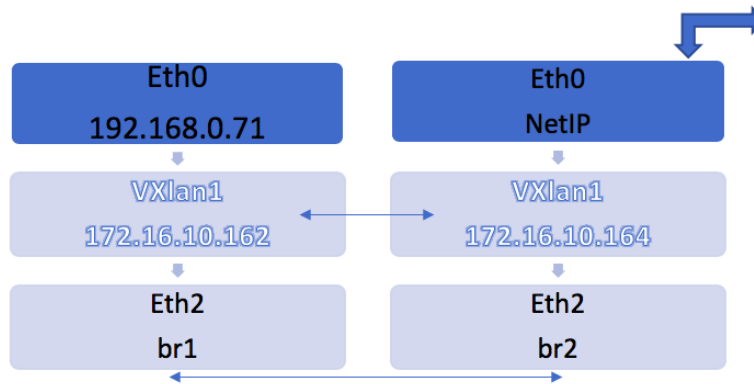 Eth0
192.168.0.71
VXlan1
172.16.10.162
Eth2
br1
Eth0
NetIP
VXlan1
172.16.10.164
Eth2
br2